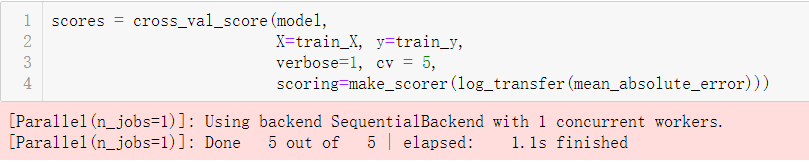 1 scores = cross_val_score(model,
2 X=train_X, y=train_y,
3 verbose=1, cv = 5,
4 scoring=make_scorer(log_transfer(mean_absolute_error)))
[Parallel(n_jobs=1)]: Using backend SequentialBackend with 1 concurrent workers.
[Parallel(n_jobs=1)]: Done 5 out of 5 | elapsed: 1.1s finished